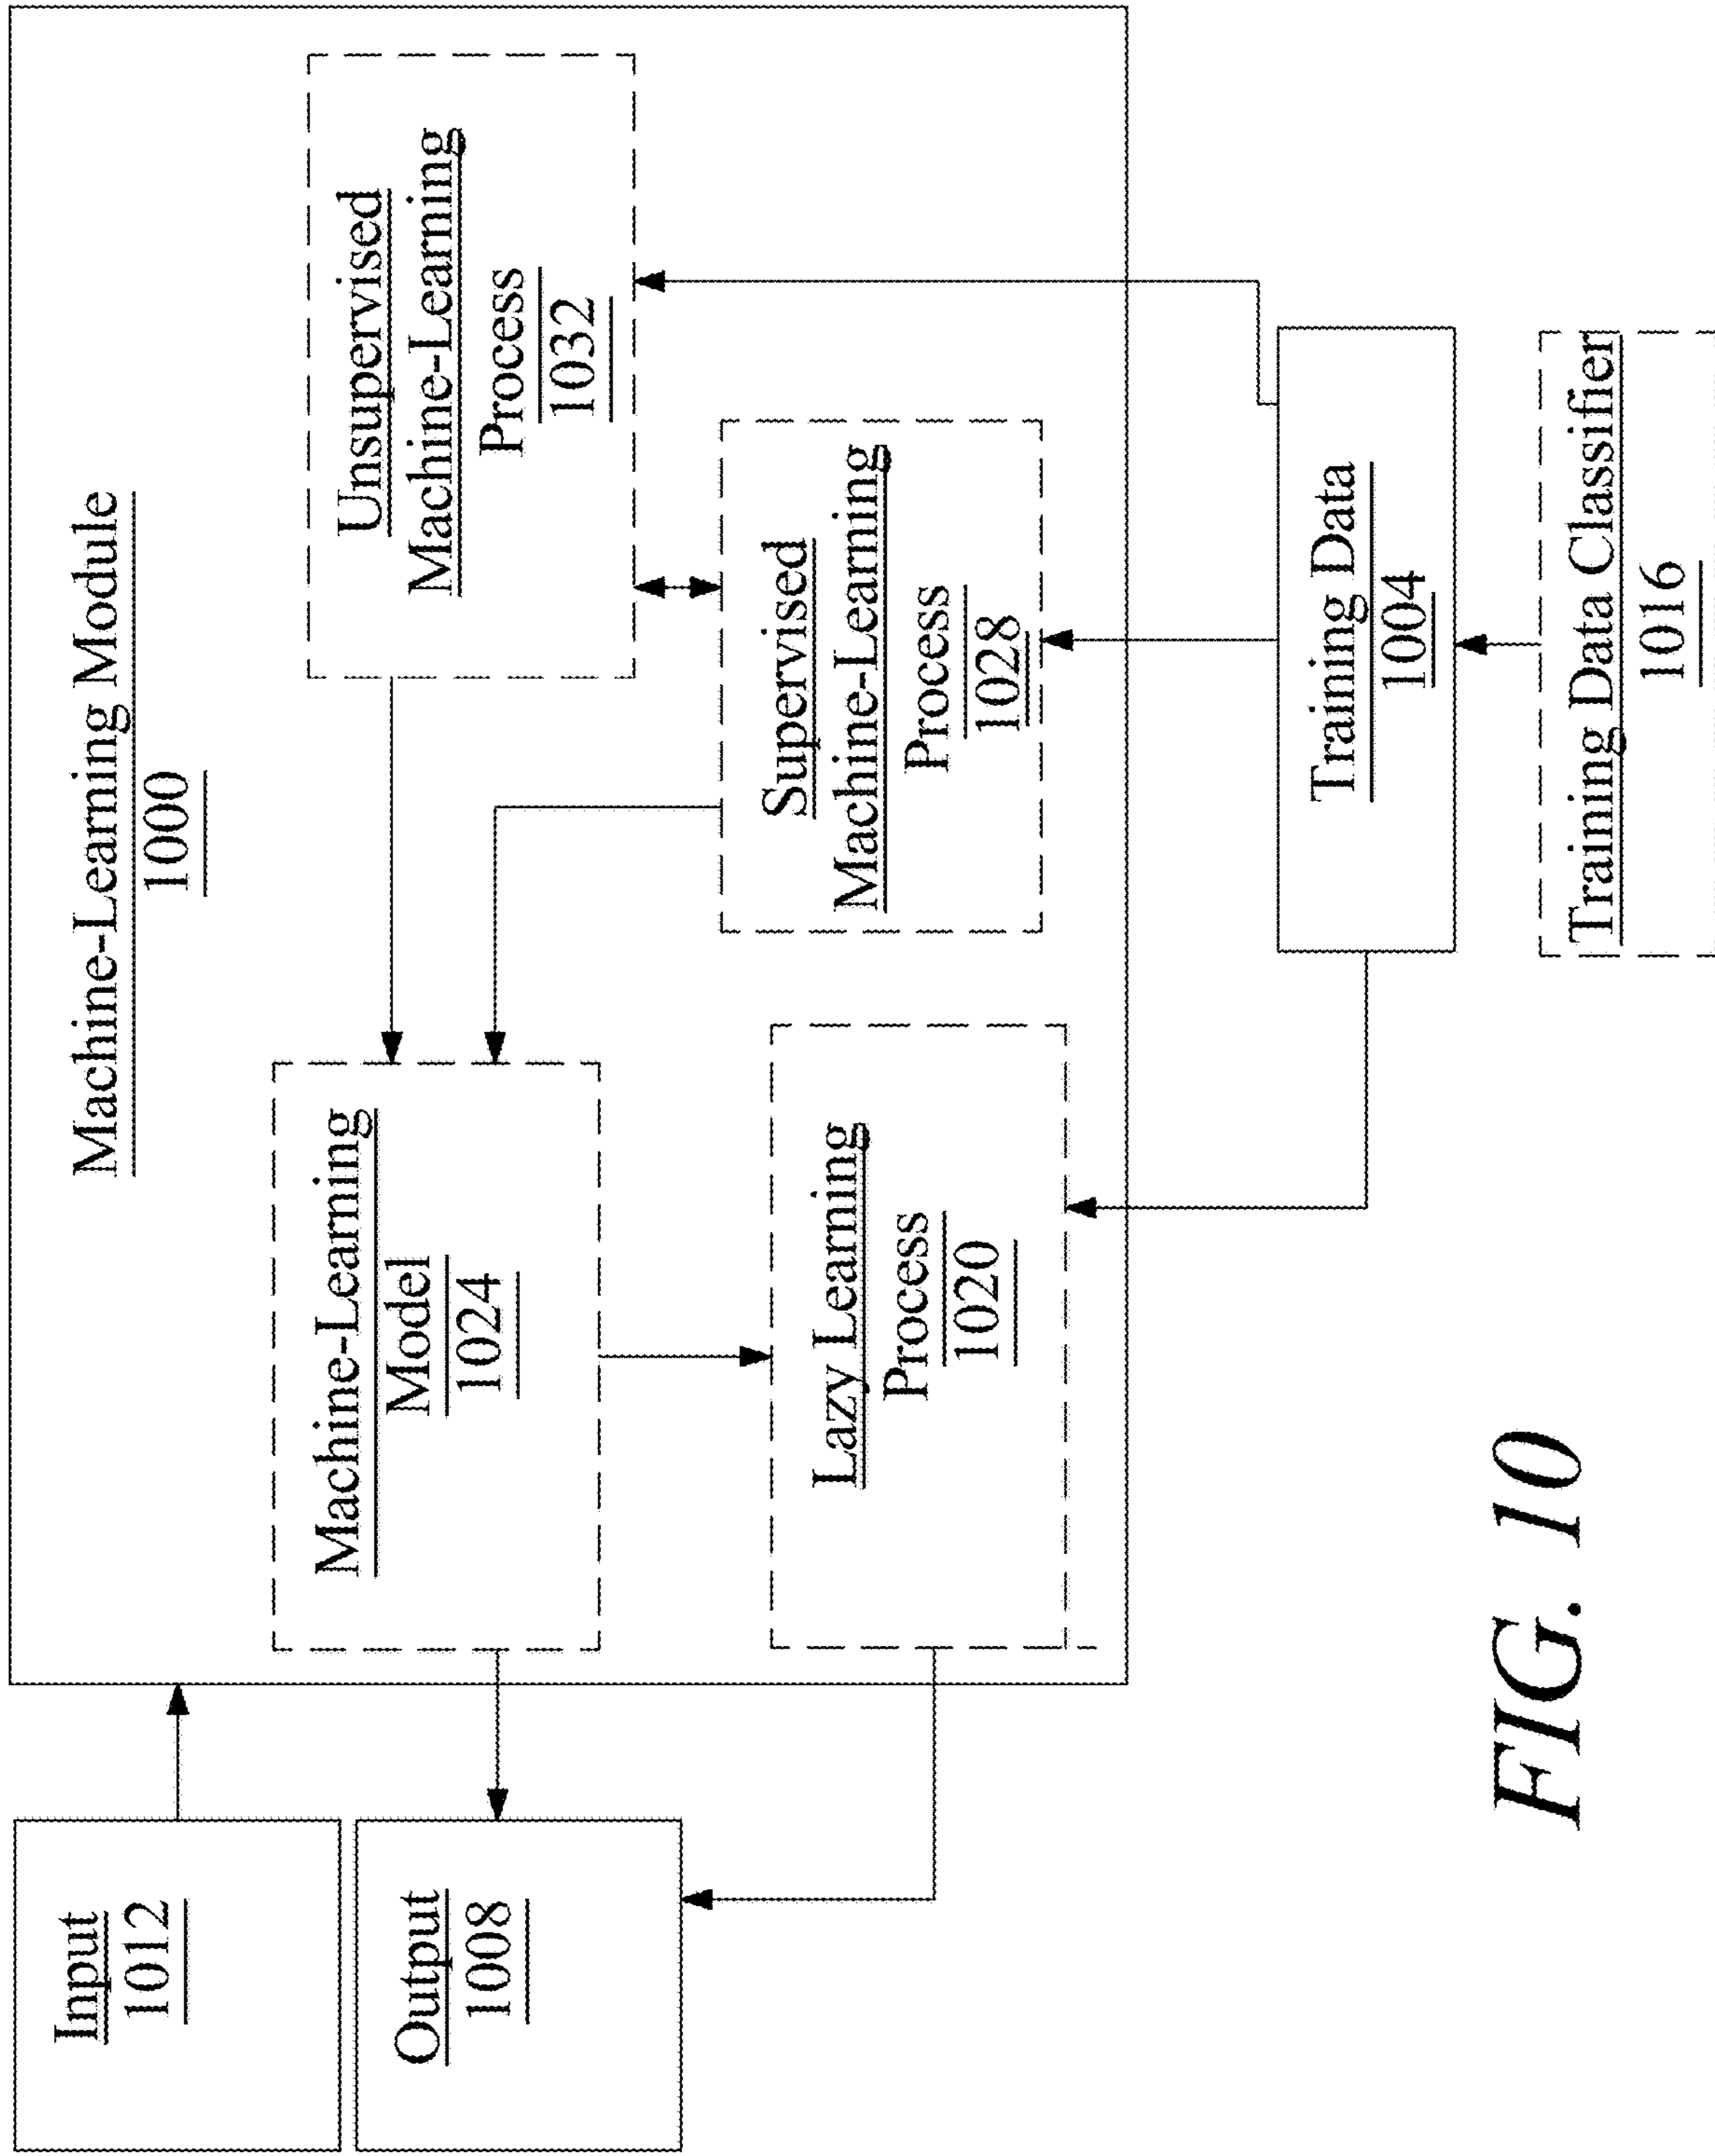 Machine-Learning Module
1000
Input
1012
Output
1008
Machine-Learning
Model
1024
Unsupervised
Machine-Learning
Process
1032
Lazy Learning
Process
1020
Supervised
Machine-Learning
Process
1028
Training Data
1004
Training Data Classifier
1016
FIG. 10